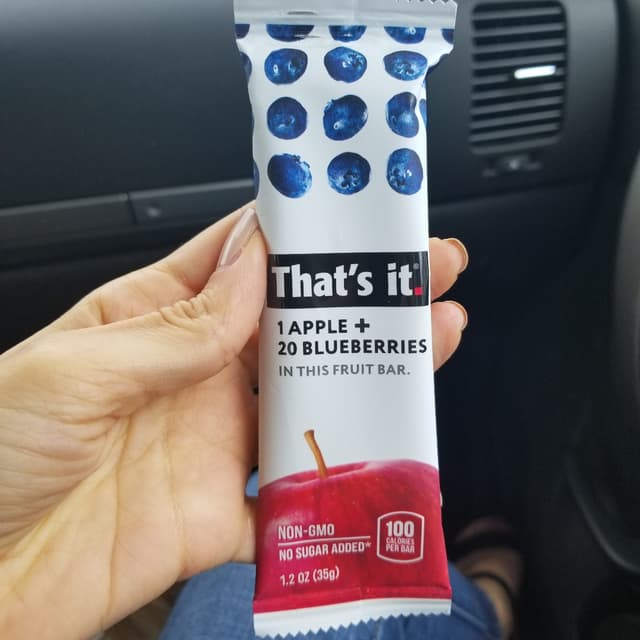 That's it.
1 APPLE +
20 BLUEBERRIES
IN THIS FRUIT BAR.
NON-GMO
NO SUGAR ADDED*
1.2 OZ (35g)
100
CALORIES
PER BAR